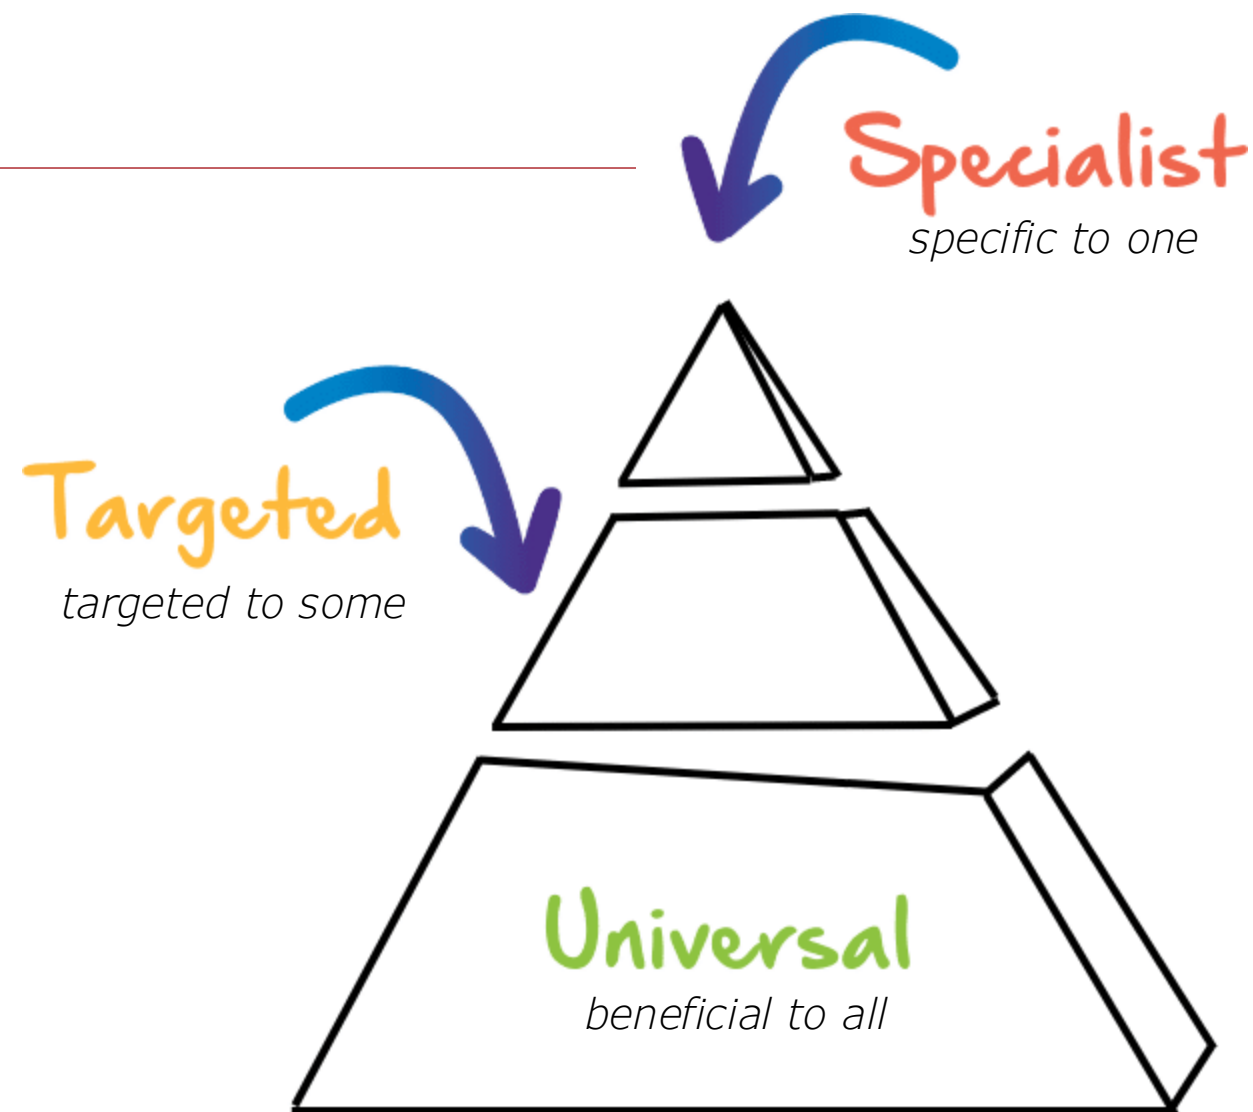 Specialist
specific to one
Targeted
targeted to some
Universal
beneficial to all